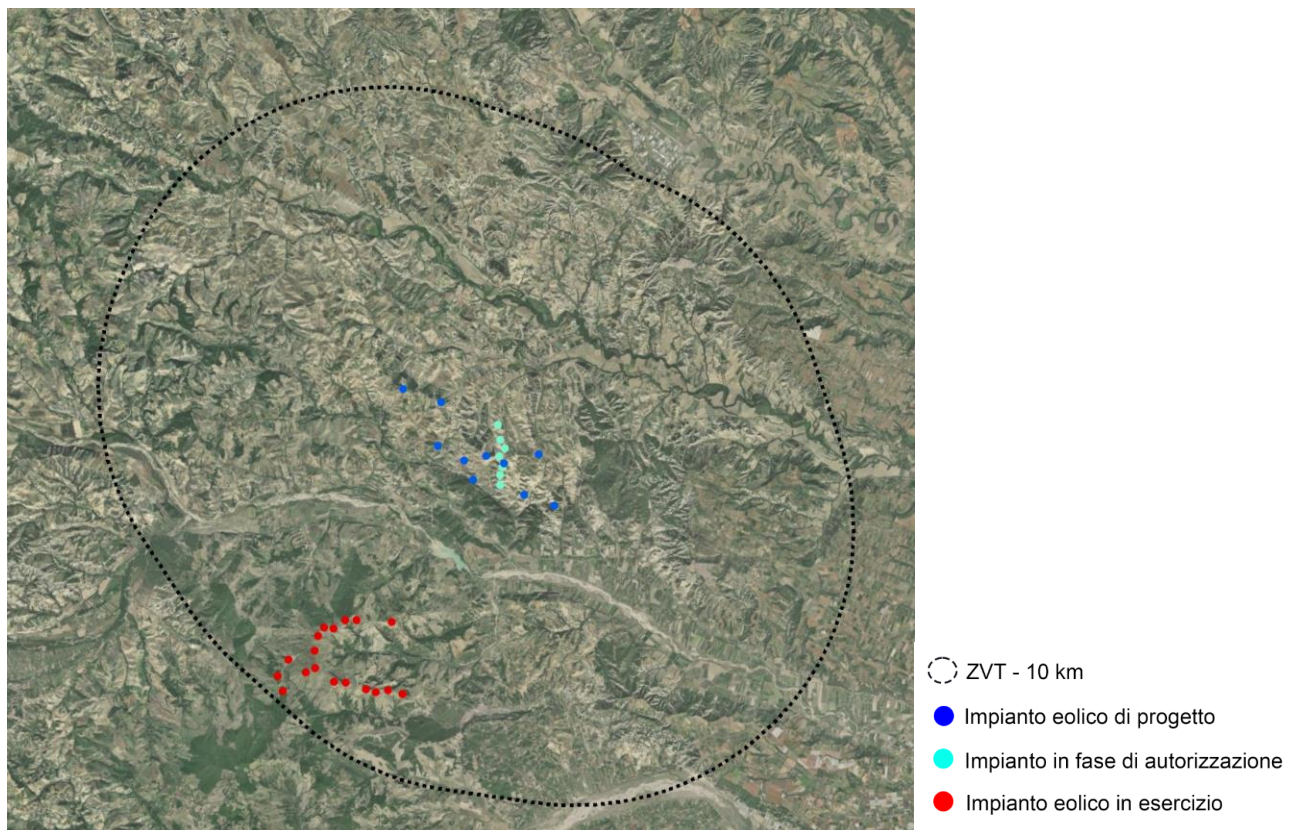 ZVT - 10 km
Impianto eolico di progetto
Impianto in fase di autorizzazione
Impianto eolico in esercizio